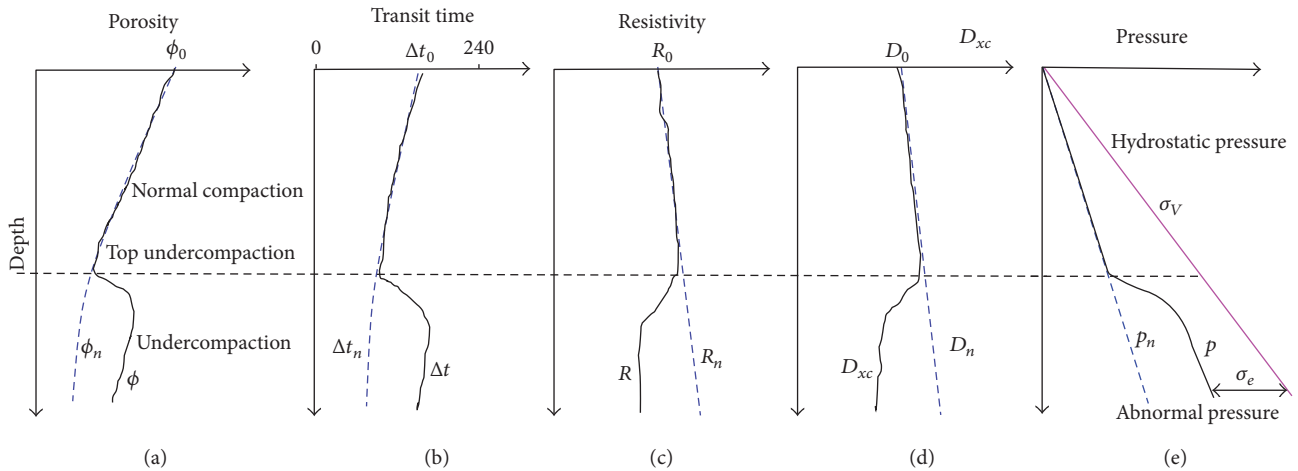 Porosity
ϕ0
Depth
Normal compaction
Top undercompaction
Undercompaction
ϕn
ϕ
(a)
Transit time
0
Δt0
240
Δtn
Δt
(b)
Resistivity
R0
R
Rn
(c)
D0
Dxc
Dxc
Dn
(d)
Pressure
Hydrostatic pressure
σV
pn
p
σe
Abnormal pressure
(e)